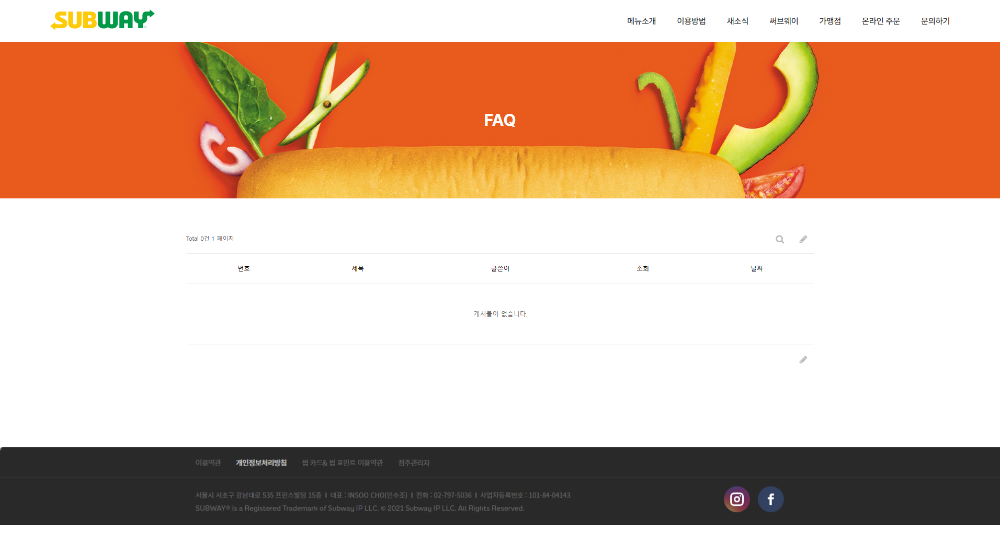 SUBWAY®
메뉴소개 이용방법 새소식 써브웨이 가맹점 온라인 주문 문의하기
FAQ
Total 0건 1 페이지
번호 제목 글쓴이 조회 날짜
게시물이 없습니다.
이용약관 개인정보처리방침 썹 카드& 썹 포인트 이용약관 점주관리자
서울시 서초구 강남대로 535 프린스빌딩 15층 I 대표 : INSOO CHO(인수조) I 전화 : 02-797-5036 I 사업자등록번호 : 101-84-04143
SUBWAY® is a Registered Trademark of Subway IP LLC. © 2021 Subway IP LLC. All Rights Reserved.